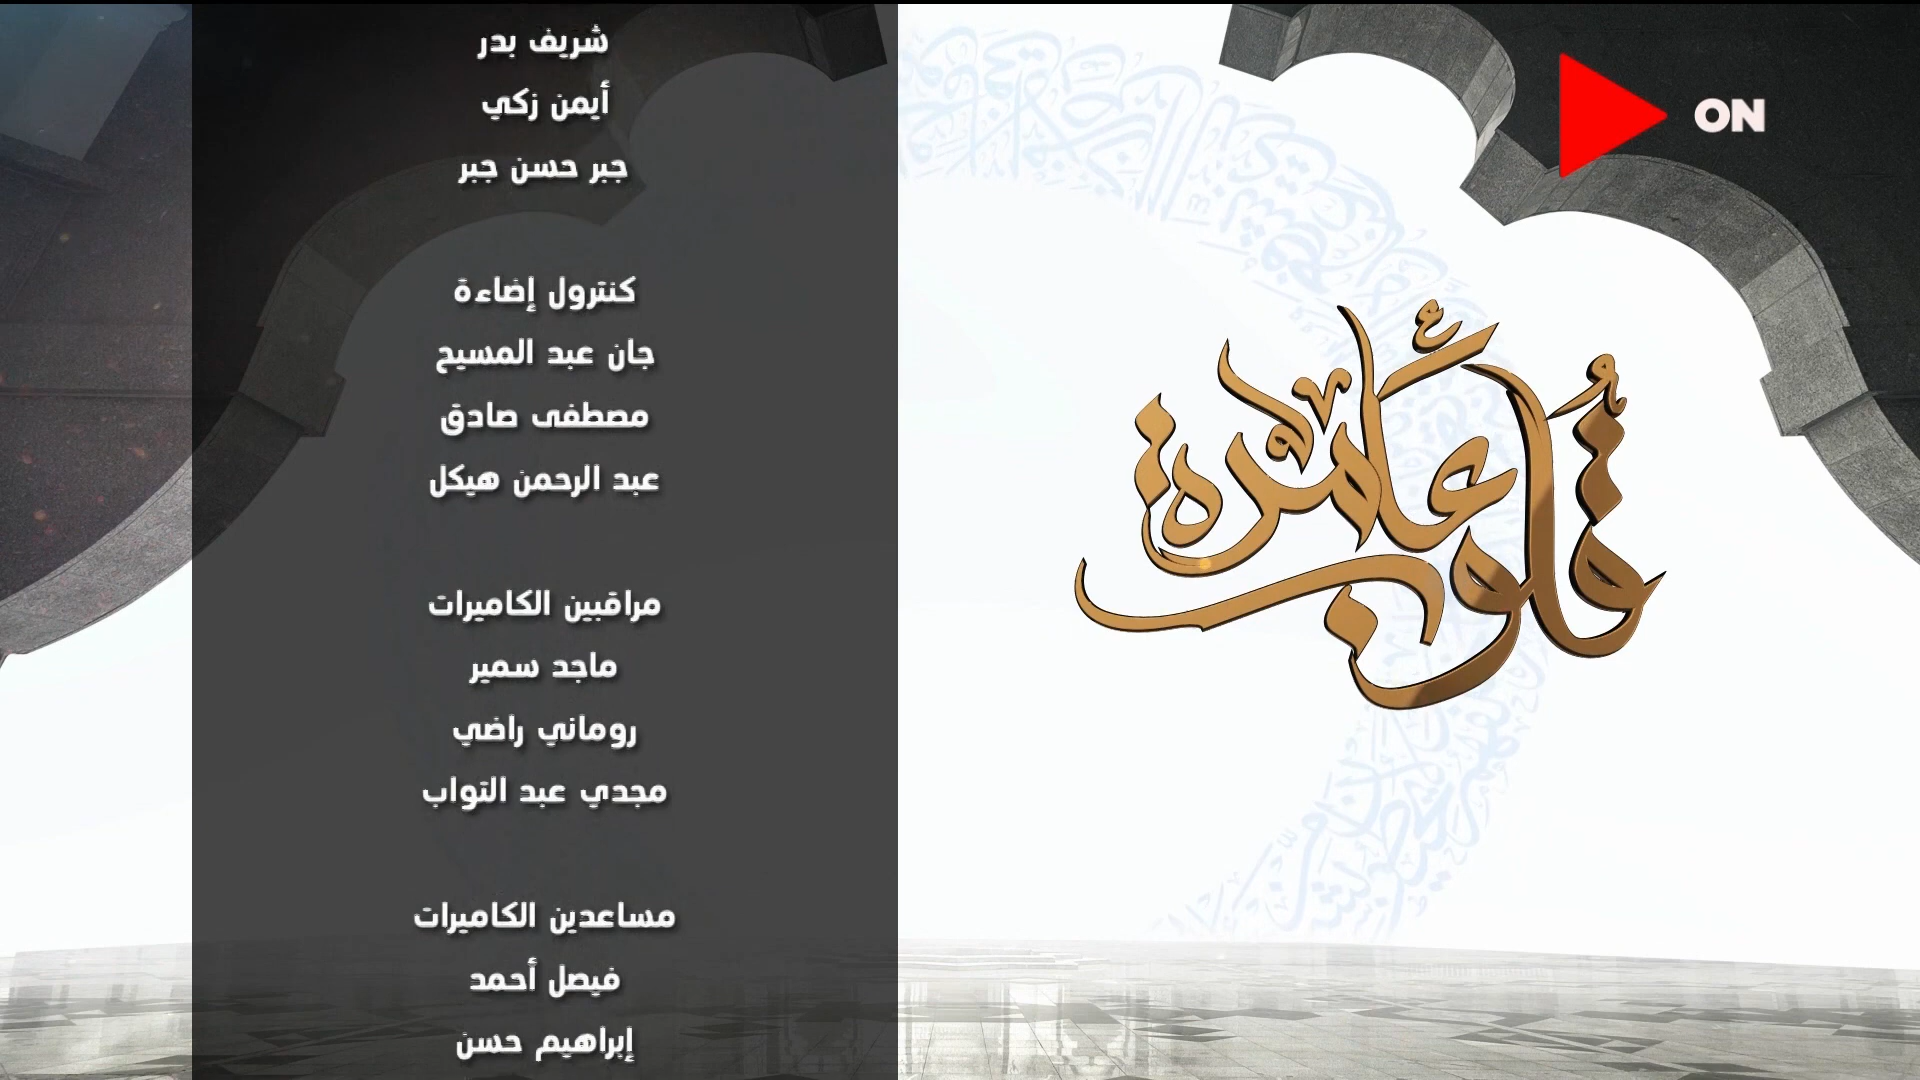 شريف بدر
أيمن زكي
جبر حسن جبر
كنترول إضاءة
جان عبد المسيح
مصطفى صادق
عبد الرحمن هيكل
مراقبين الكاميرات
ماجد سمير
روماني راضي
مجدي عبد التواب
مساعدين الكاميرات
فيصل أحمد
إبراهيم حسن
ON
قلوب عامرة